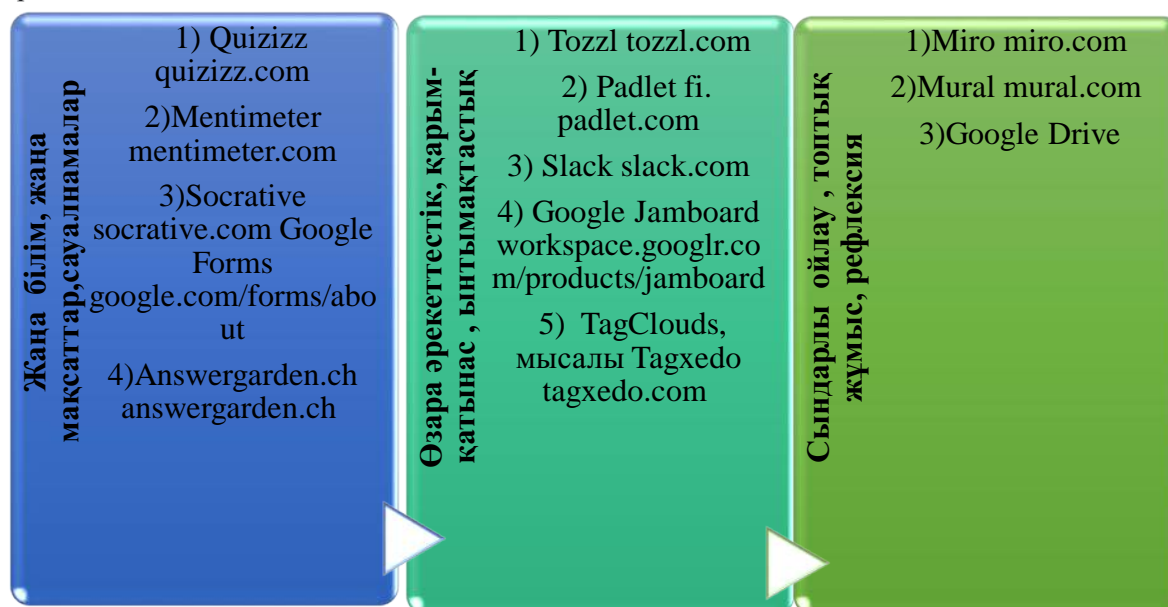 Жаңа білім, жаңа
мақсаттар,сауалнамалар
1) Quizizz
quizizz.com
2)Mentimeter
mentimeter.com
3)Socrative
socrative.com Google
Forms
google.com/forms/abo
ut
4)Answergarden.ch
answergarden.ch
Өзара әрекеттестік, қарым-
қатынас , ынтымақтастық
1) Tozzl tozzl.com
2) Padlet fi.
padlet.com
3) Slack slack.com
4) Google Jamboard
workspace.googlr.co
m/products/jamboard
5) TagClouds,
мысалы Tagxedo
tagxedo.com
Сындарлы ойлау , топтық
жұмыс, рефлексия
1)Miro miro.com
2)Mural mural.com
3)Google Drive